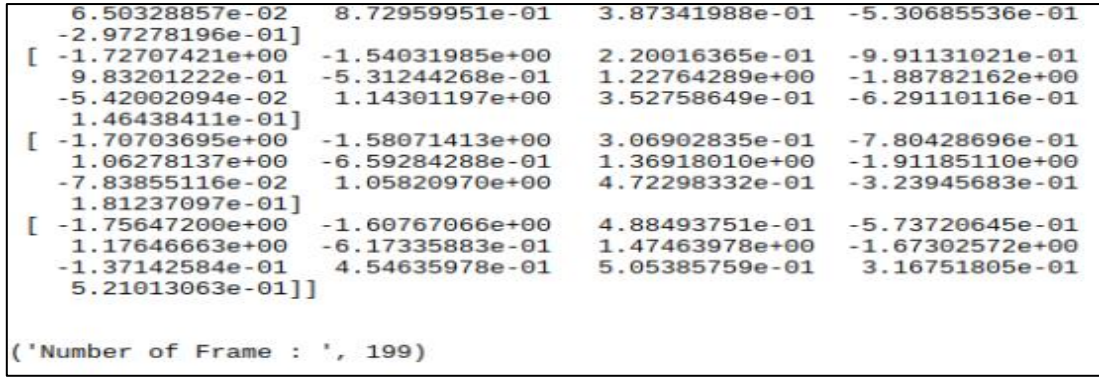 6.50328857e-02 8.72959951e-01 3.87341988e-01 -5.30685536e-01
-2.97278196e-01]
[ -1.72707421e+00 -1.54031985e+00 2.20016365e-01 -9.91131021e-01
9.83201222e-01 -5.31244268e-01 1.22764289e+00 -1.88782162e+00
-5.42002094e-02 1.14301197e+00 3.52758649e-01 -6.29110116e-01
1.46438411e-01]
[ -1.70703695e+00 -1.58071413e+00 3.06902835e-01 -7.80428696e-01
1.06278137e+00 -6.59284288e-01 1.36918010e+00 -1.91185110e+00
-7.83855116e-02 1.05820970e+00 4.72298332e-01 -3.23945683e-01
1.81237097e-01]
[ -1.75647200e+00 -1.60767066e+00 4.88493751e-01 -5.73720645e-01
1.17646663e+00 -6.17335883e-01 1.47463978e+00 -1.67302572e+00
-1.37142584e-01 4.54635978e-01 5.05385759e-01 3.16751805e-01
5.21013063e-01]]
('Number of Frame : ', 199)